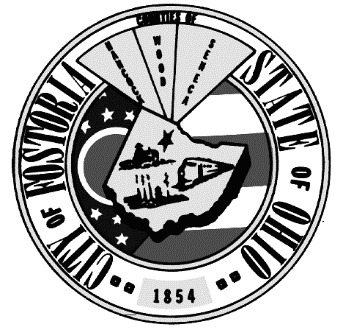 COUNTIES OF
HANCOCK
WOOD
SENECA
CITY OF FOSTORIA
STATE OF OHIO
1854